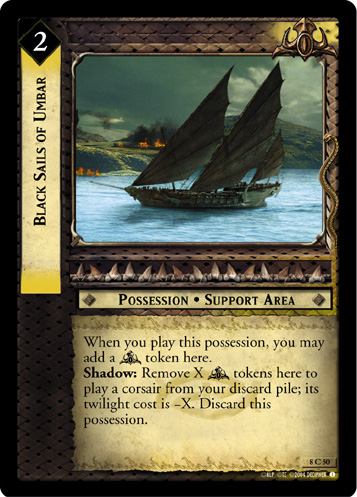 2
BLACK SAILS OF UMBAR
POSSESSION • SUPPORT AREA
When you play this possession, you may
add a token here.
Shadow: Remove X tokens here to
play a corsair from your discard pile; its
twilight cost is –X. Discard this
possession.
8 C 50